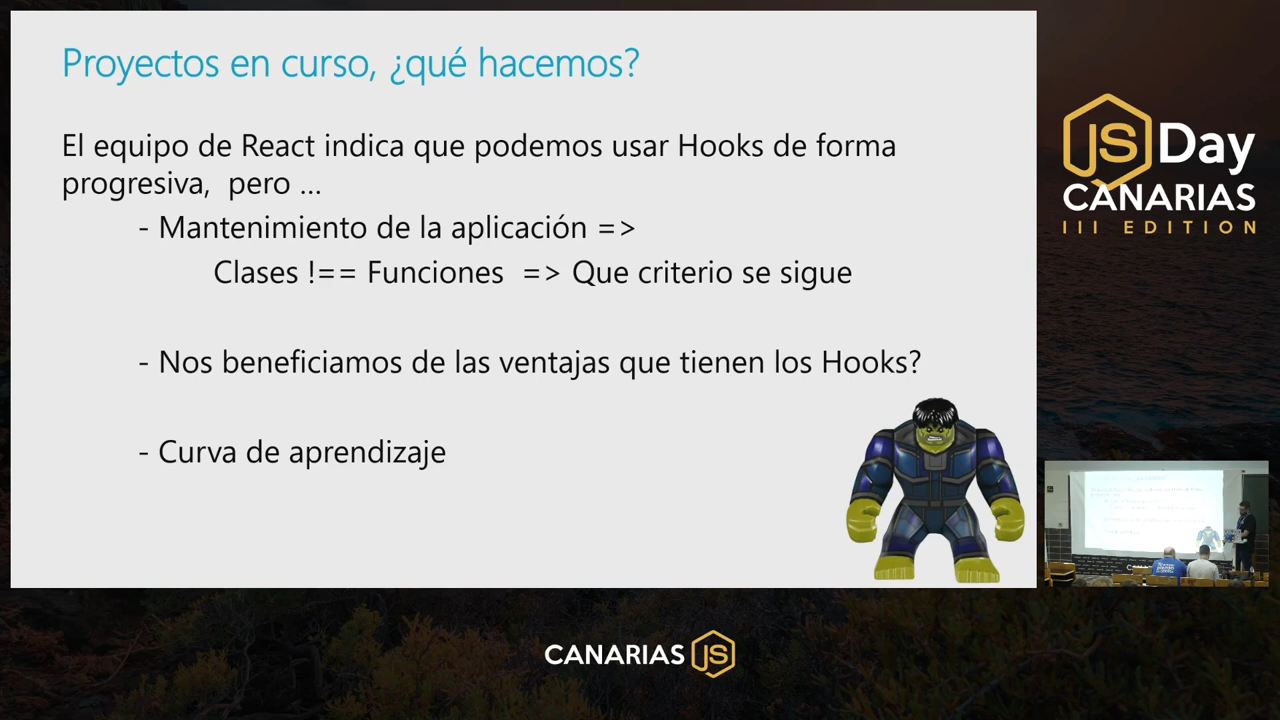 Proyectos en curso, ¿qué hacemos?
El equipo de React indica que podemos usar Hooks de forma
progresiva, pero ...
- Mantenimiento de la aplicación =>
Clases !== Funciones => Que criterio se sigue
- Nos beneficiamos de las ventajas que tienen los Hooks?
- Curva de aprendizaje
JS Day
CANARIAS
III EDITION
CANARIAS JS